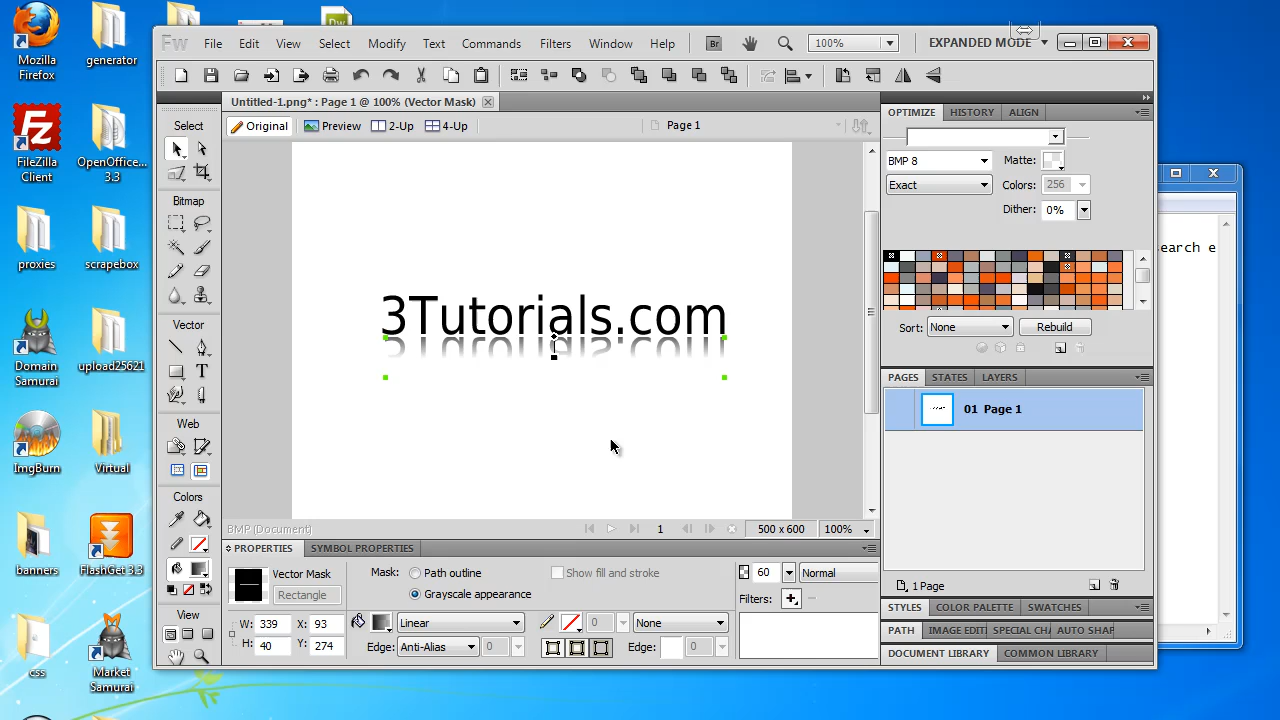 Mozilla
Firefox
generator
FileZilla
Client
OpenOffice...
3.3
proxies
scrapebox
Domain
Samurai
upload25621
ImgBurn
Virtual
banners
FlashGet 3.3
css
Market
Samurai
Dw
Fw File Edit View Select Modify Text Commands Filters Window Help Br 100% EXPANDED MODE
Untitled-1.png* : Page 1 @ 100% (Vector Mask)
Original Preview 2-Up 4-Up Page 1
Select
Bitmap
Vector
T
Web
Colors
View
3Tutorials.com
BMP (Document) 1 500 x 600 100%
PROPERTIES SYMBOL PROPERTIES
Vector Mask
Rectangle
Mask: Path outline
Grayscale appearance
Show fill and stroke
60 Normal
Filters:
W: 339 X: 93
H: 40 Y: 274
Linear
Edge: Anti-Alias 0
0 None
Edge: 0
OPTIMIZE HISTORY ALIGN
BMP 8 Matte:
Exact Colors: 256
Dither: 0%
Sort: None Rebuild
PAGES STATES LAYERS
01 Page 1
1 Page
STYLES COLOR PALETTE SWATCHES
PATH IMAGE EDITI SPECIAL CHA AUTO SHAP
DOCUMENT LIBRARY COMMON LIBRARY
earch e